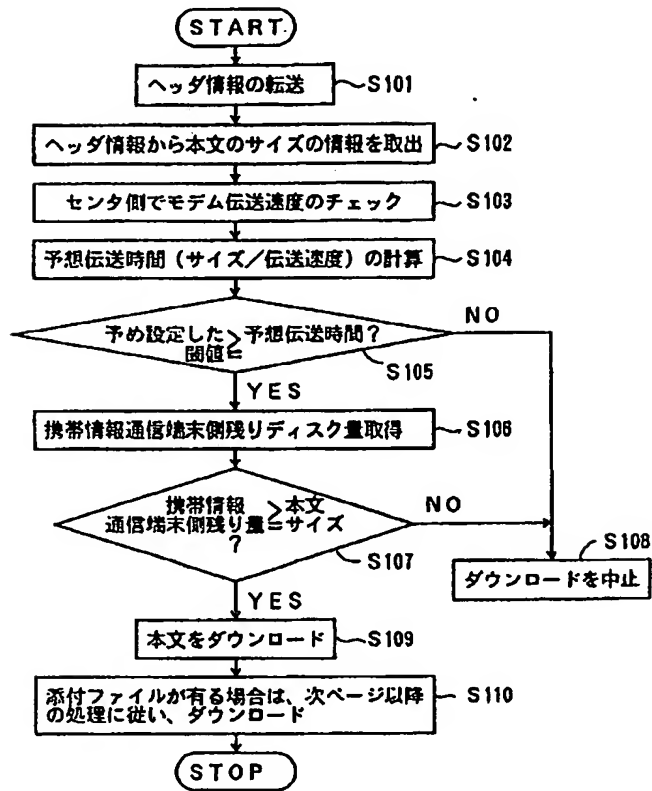 START
ヘッダ情報の転送
S101
ヘッダ情報から本文のサイズの情報を取出
S102
センタ側でモデム伝送速度のチェック
S103
予想伝送時間(サイズ/伝送速度)の計算
S104
予め設定した>予想伝送時間?
閾値=
NO
S105
YES
携帯情報通信端末側残りディスク量取得
S106
携帯情報>本文
通信端末側残り量=サイズ
?
NO
S107
S108
ダウンロードを中止
YES
本文をダウンロード
S109
添付ファイルが有る場合は、次ページ以降
の処理に従い、ダウンロード
S110
STOP